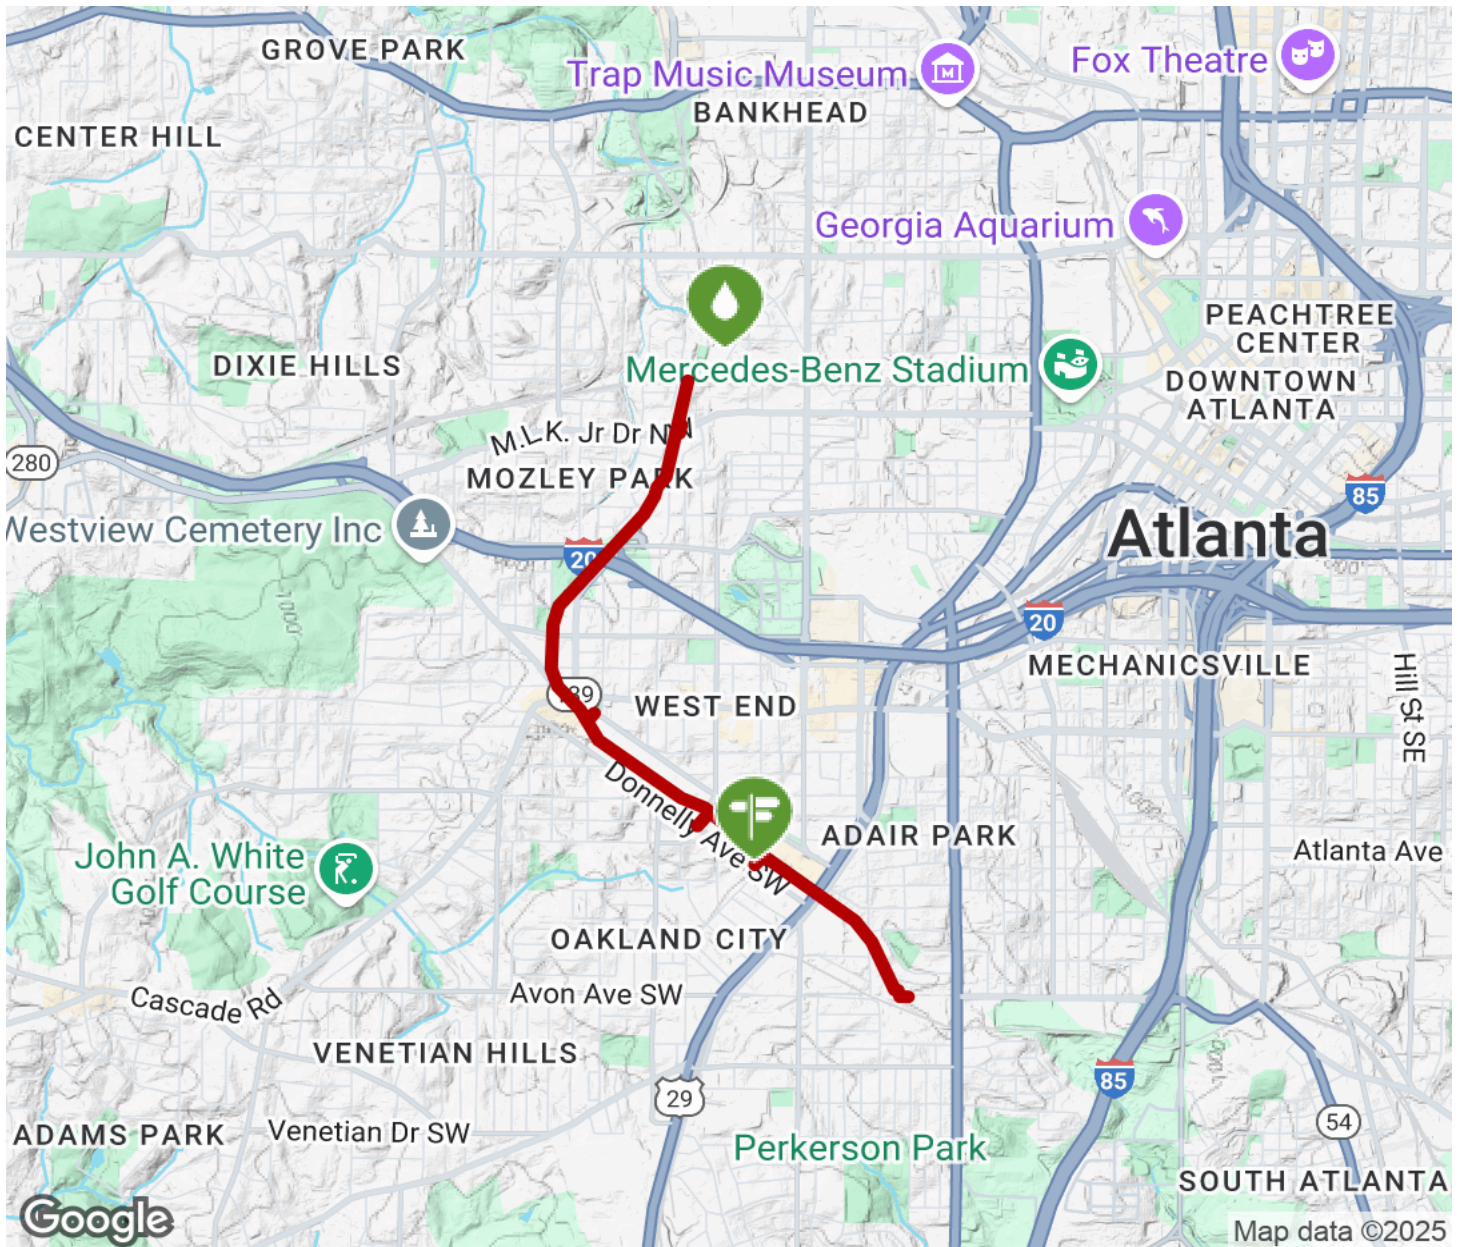 GROVE PARK
Trap Music Museum
Fox Theatre
BANKHEAD
CENTER HILL
Georgia Aquarium
PEACHTREE
CENTER
DIXIE HILLS
Mercedes-Benz Stadium
DOWNTOWN
ATLANTA
M.L.K. Jr Dr N
280
MOZLEY PARK
85
Westview Cemetery Inc
Atlanta
20
1000
20
MECHANICSVILLE
Hill St SE
WEST END
Donnelly Ave SW
ADAIR PARK
1000
Atlanta Ave
John A. White
Golf Course
OAKLAND CITY
Cascade Rd
Avon Ave SW
VENETIAN HILLS
85
29
54
ADAMS PARK
Venetian Dr SW
Perkerson Park
SOUTH ATLANTA
Google
Map data ©2025